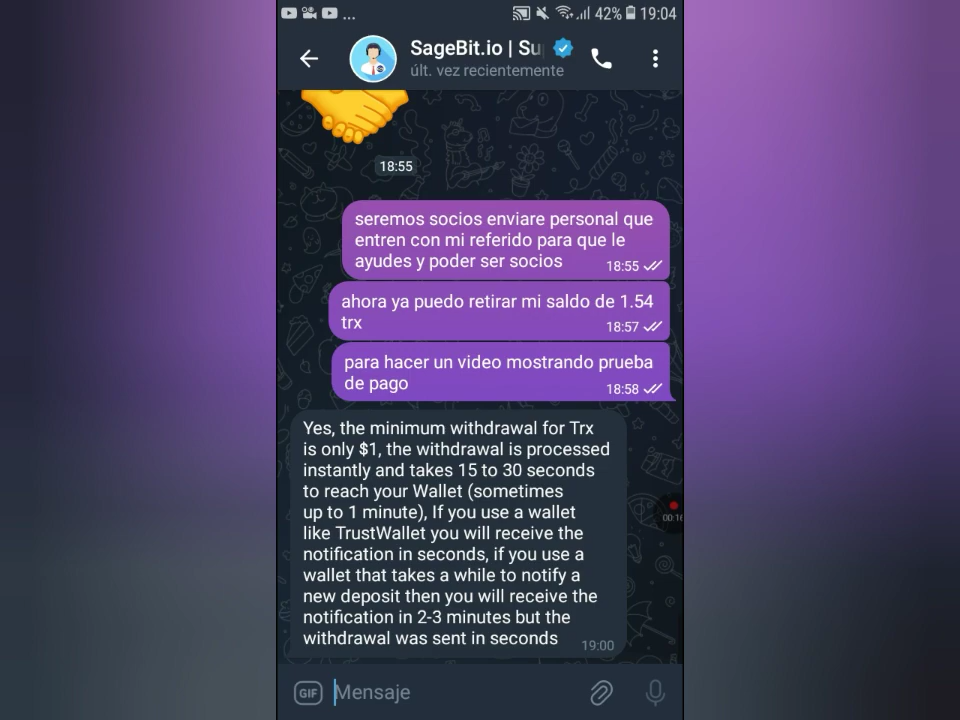 ... 42% 19:04
SageBit.io | Su
últ. vez recientemente
18:55
seremos socios enviare personal que
entren con mi referido para que le
ayudes y poder ser socios 18:55
ahora ya puedo retirar mi saldo de 1.54
trx 18:57
para hacer un video mostrando prueba
de pago 18:58
Yes, the minimum withdrawal for Trx
is only $1, the withdrawal is processed
instantly and takes 15 to 30 seconds
to reach your Wallet (sometimes
up to 1 minute), If you use a wallet
like TrustWallet you will receive the
notification in seconds, if you use a
wallet that takes a while to notify a
new deposit then you will receive the
notification in 2-3 minutes but the
withdrawal was sent in seconds 19:00
00:16
GIF Mensaje